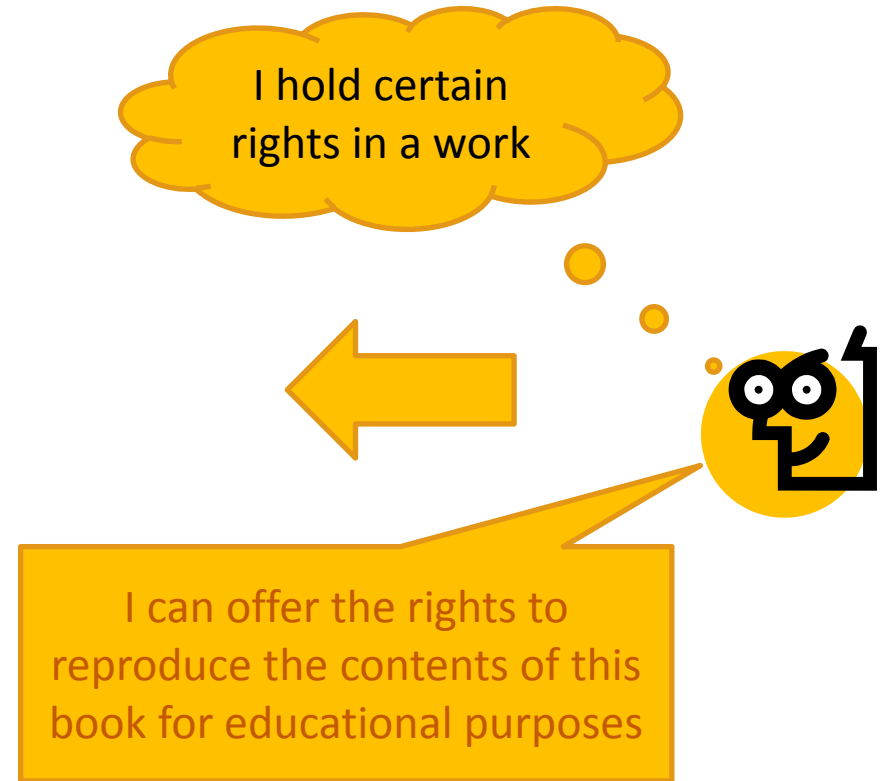 I hold certain
rights in a work
I can offer the rights to
reproduce the contents of this
book for educational purposes